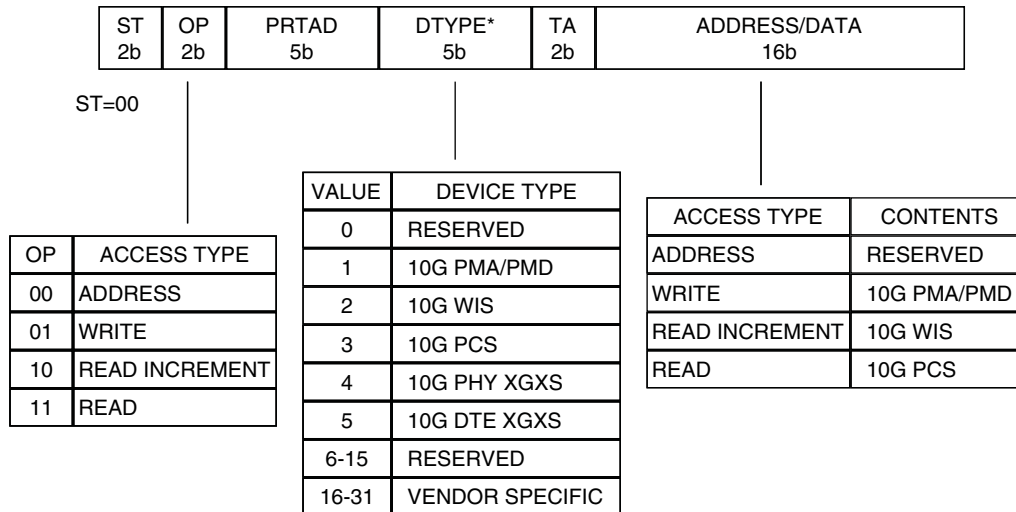 ST OP PRTAD DTYPE* TA ADDRESS/DATA
2b 2b 5b 5b 2b 16b
ST=00
OP ACCESS TYPE
00 ADDRESS
01 WRITE
10 READ INCREMENT
11 READ
VALUE DEVICE TYPE
0 RESERVED
1 10G PMA/PMD
2 10G WIS
3 10G PCS
4 10G PHY XGXS
5 10G DTE XGXS
6-15 RESERVED
16-31 VENDOR SPECIFIC
ACCESS TYPE CONTENTS
ADDRESS RESERVED
WRITE 10G PMA/PMD
READ INCREMENT 10G WIS
READ 10G PCS